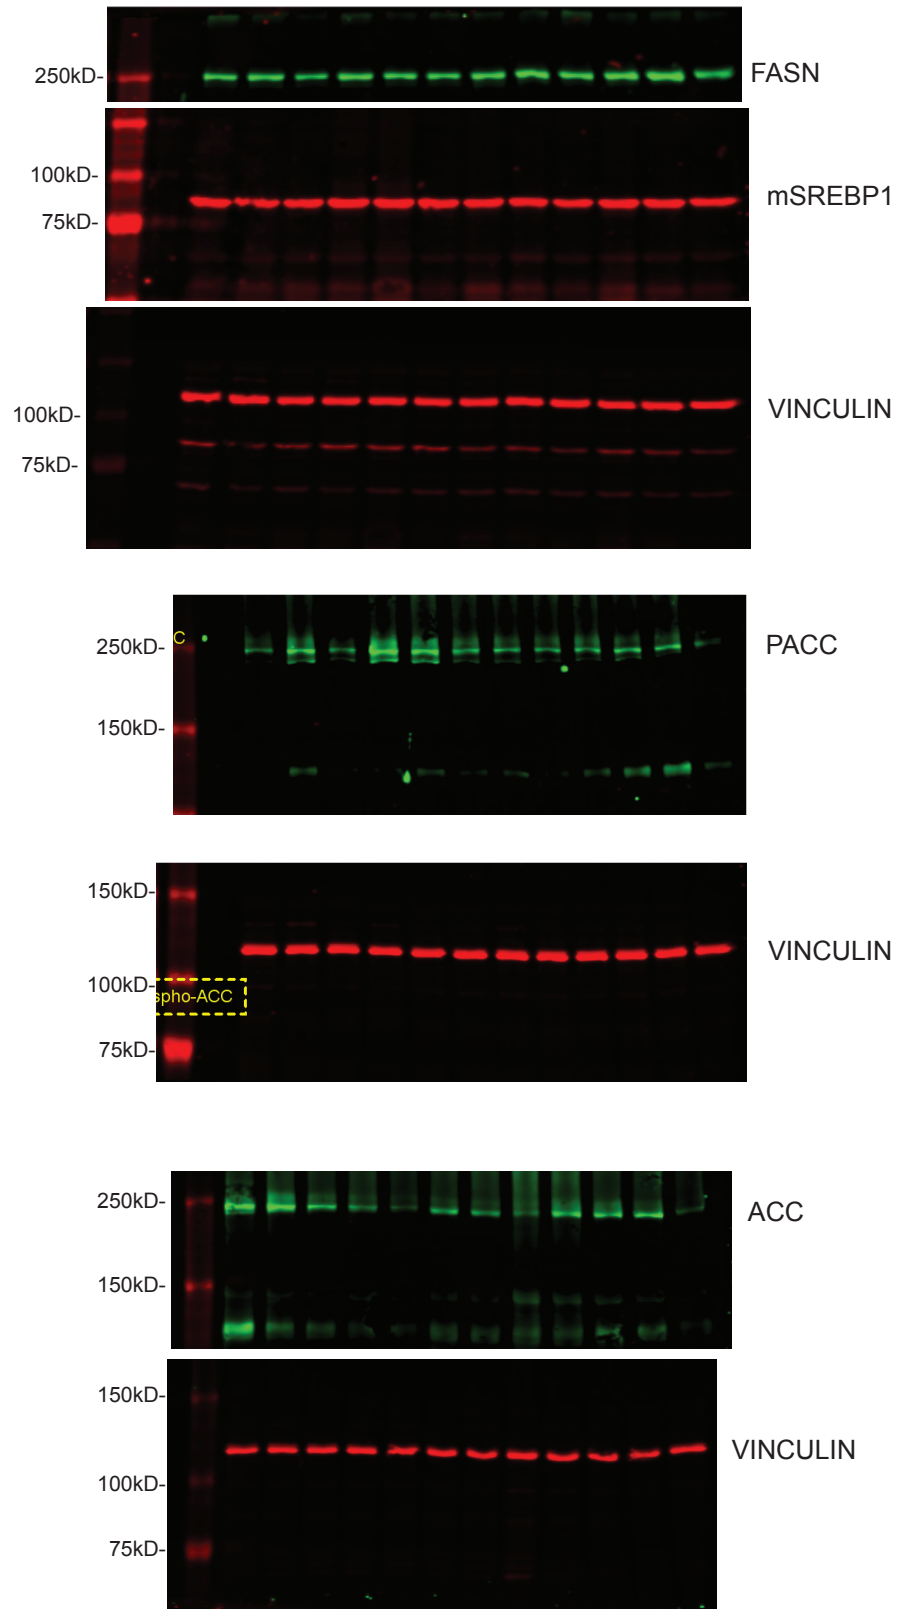 250kD-
FASN
100kD-
mSREBP1
75kD-
VINCULIN
100kD-
75kD-
C
250kD-
PACC
150kD-
150kD-
VINCULIN
100kD-
spho-ACC
75kD-
250kD-
ACC
150kD-
150kD-
VINCULIN
100kD-
75kD-